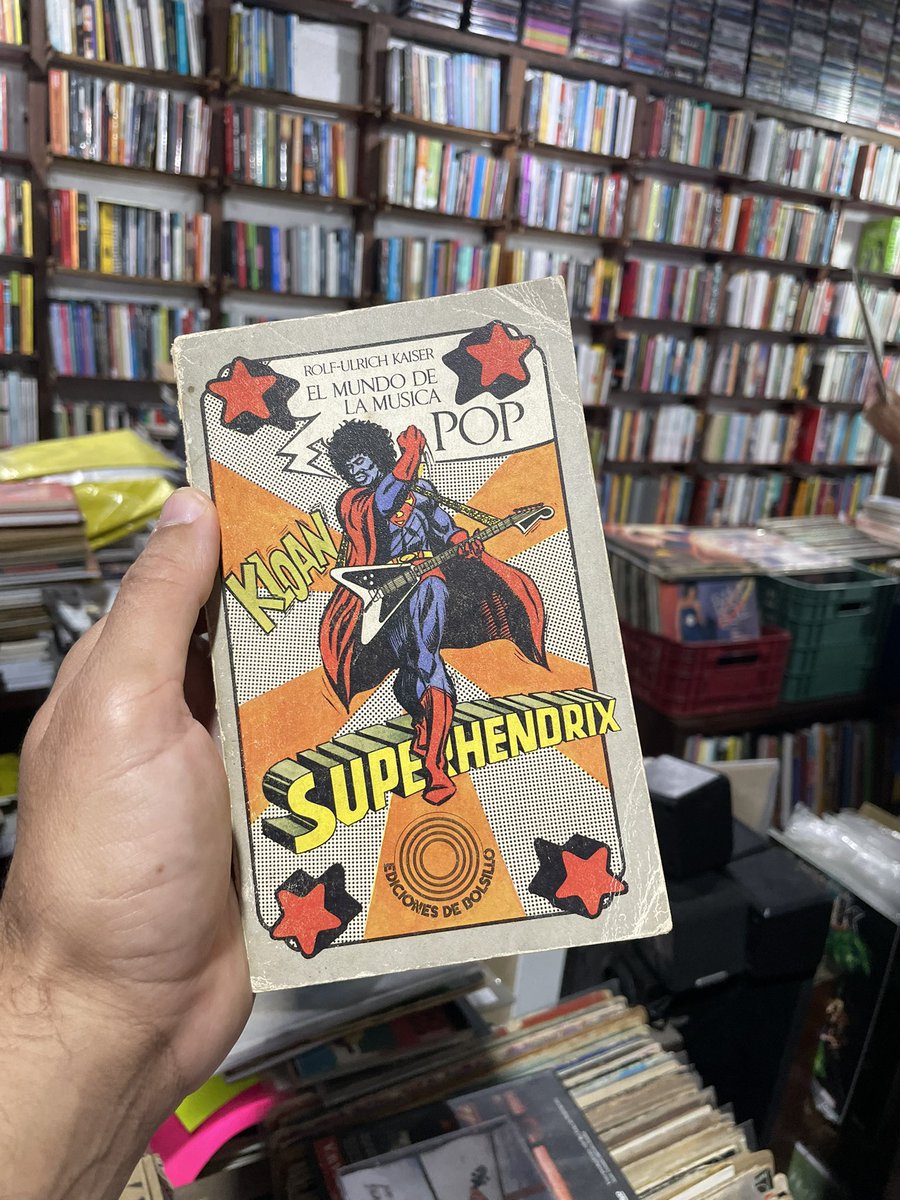 ROLF-ULRICH KAISER
EL MUNDO DE
LA MUSICA
POP
KLOAN
SUPERHENDRIX
EDICIONES DE BOLSILLO